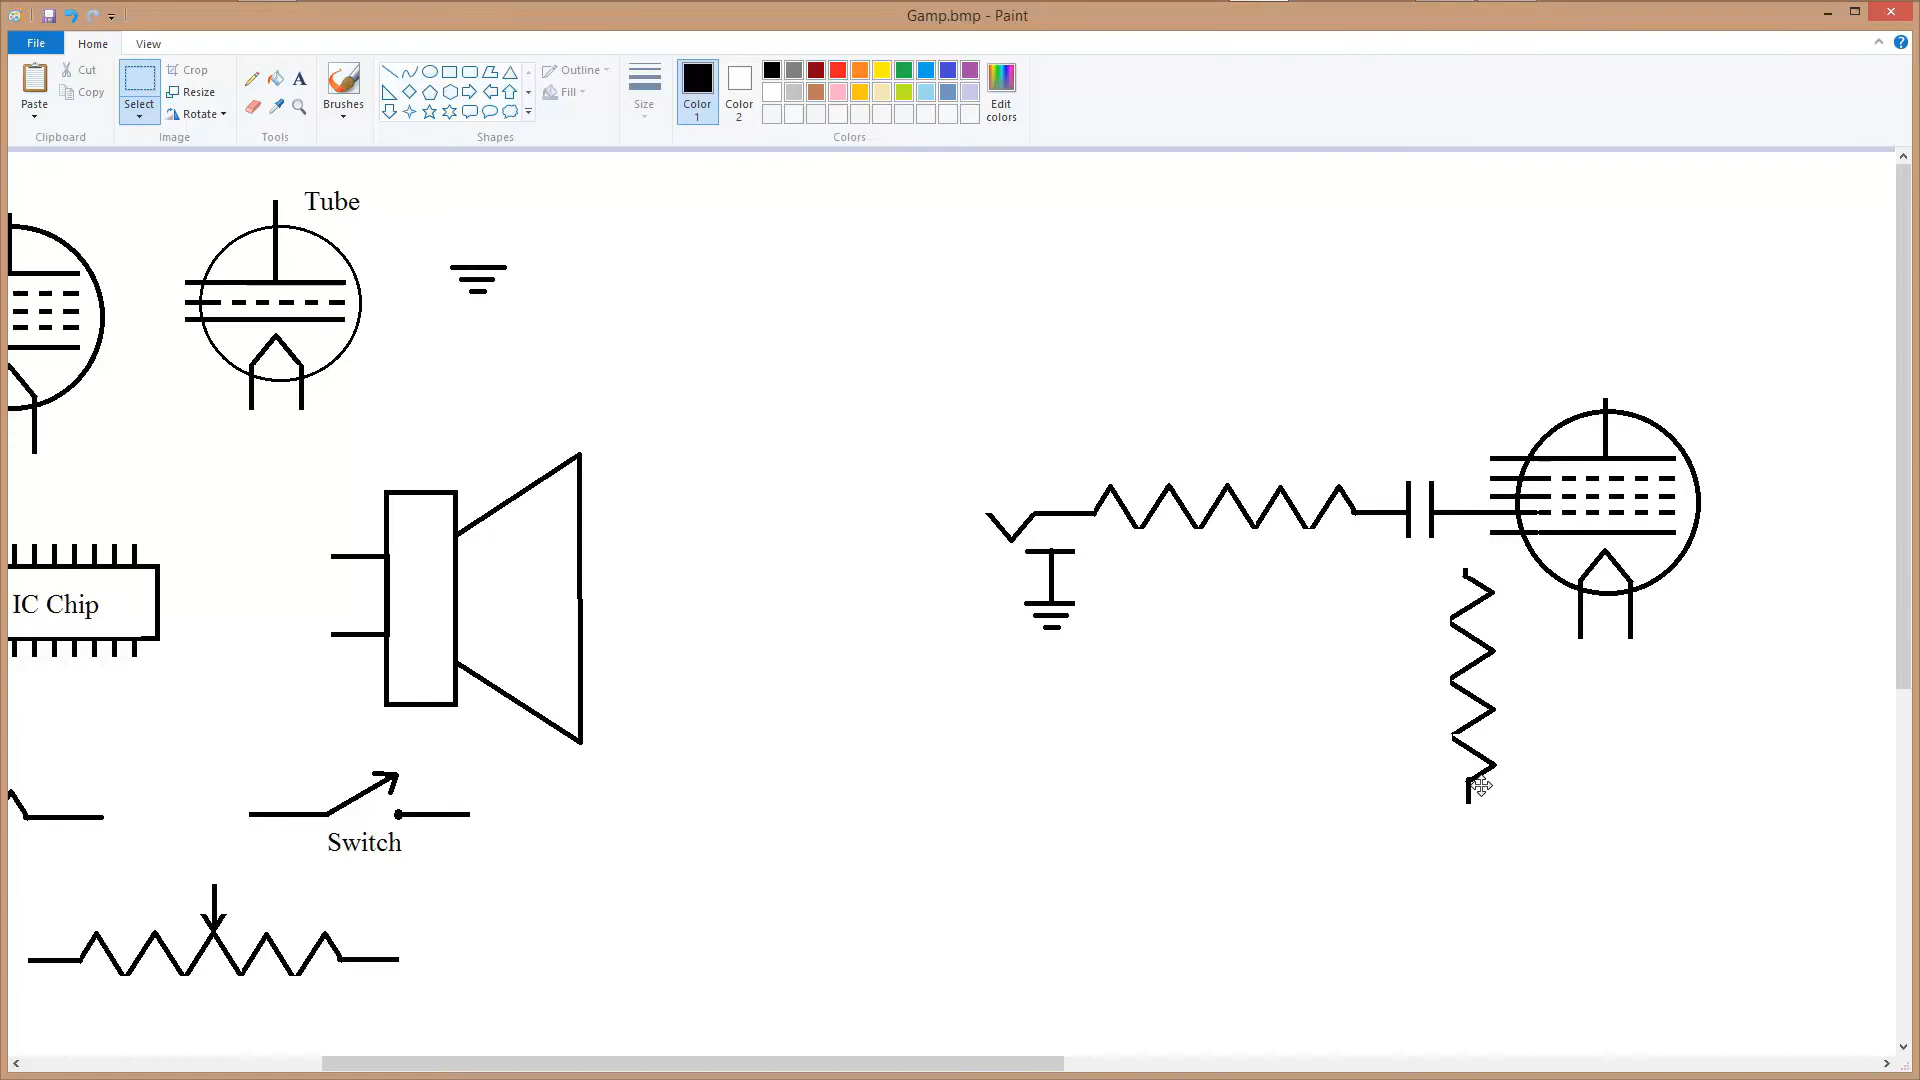 Gamp.bmp - Paint
File Home View
Paste
Cut
Copy
Clipboard
Select
Crop
Resize
Rotate
Image
A
Tools
Brushes
Shapes
Outline
Fill
Size
Color
1
Color
2
Edit
colors
Colors
Tube
IC Chip
Switch